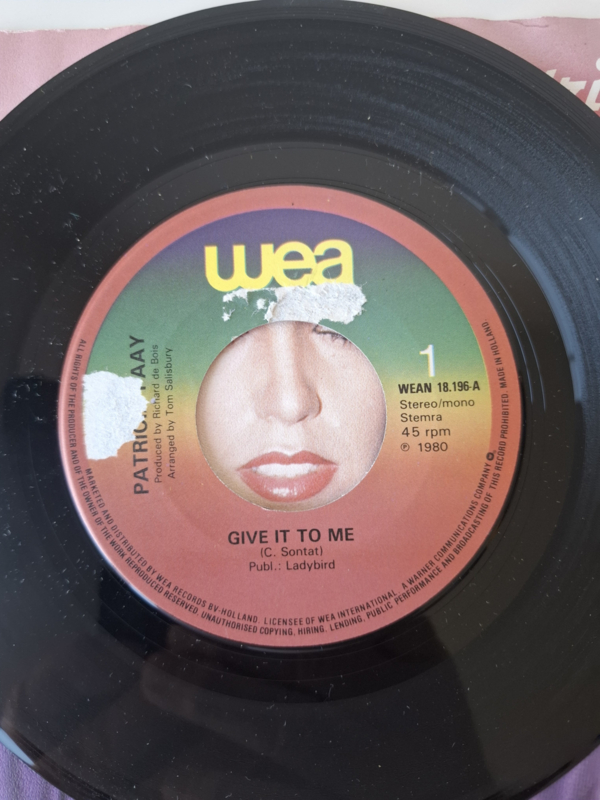 wea
1
WEAN 18.196-A
Stereo/mono
Stemra
45 rpm
℗ 1980
PATRIC AAY
Produced by Richard de Bois
Arranged by Tom Salisbury
GIVE IT TO ME
(C. Sontat)
Publ.: Ladybird
MARKETED AND DISTRIBUTED BY WEA RECORDS BV-HOLLAND. LICENSEE OF WEA INTERNATIONAL, A WARNER COMMUNICATIONS COMPANY
ALL RIGHTS OF THE PRODUCER AND OF THE OWNER OF THE WORK REPRODUCED RESERVED. UNAUTHORISED COPYING, HIRING, LENDING, PUBLIC PERFORMANCE AND BROADCASTING OF THIS RECORD PROHIBITED. MADE IN HOLLAND.